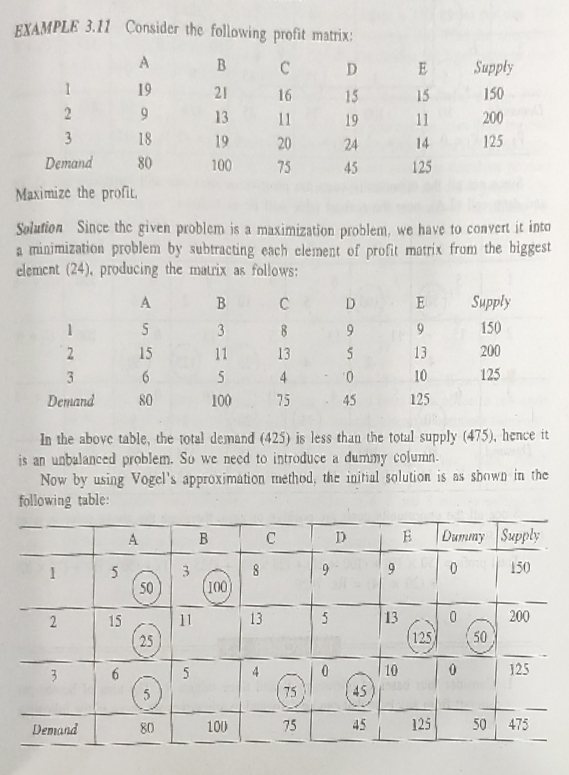 EXAMPLE 3.11 Consider the following profit matrix:
A B C D E Supply
1 19 21 16 15 15 150
2 9 13 11 19 11 200
3 18 19 20 24 14 125
Demand 80 100 75 45 125
Maximize the profit.
Solution Since the given problem is a maximization problem, we have to convert it into
a minimization problem by subtracting each element of profit matrix from the biggest
element (24), producing the matrix as follows:
A B C D E Supply
1 5 3 8 9 9 150
2 15 11 13 5 13 200
3 6 5 4 0 10 125
Demand 80 100 75 45 125
In the above table, the total demand (425) is less than the total supply (475), hence it
is an unbalanced problem. So we need to introduce a dummy column.
Now by using Vogel's approximation method, the initial solution is as shown in the
following table:
A B C D E Dummy Supply
1 5 3 8 9 9 0 150
50 100
2 15 11 13 5 13 0 200
25 125 50
3 6 5 4 0 10 0 125
5 75 45
Demand 80 100 75 45 125 50 475